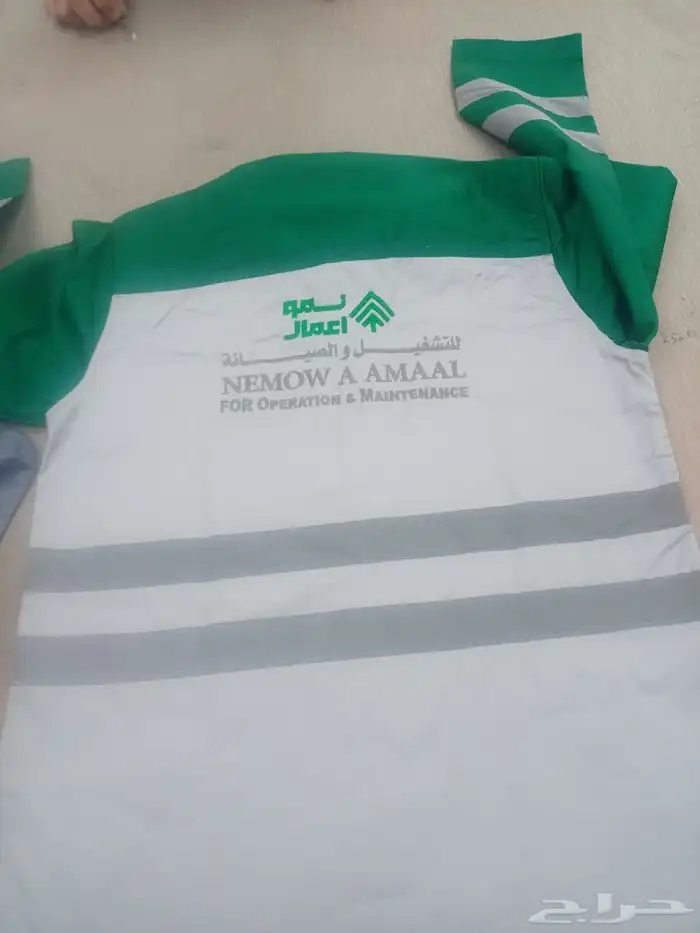 نمو
اعمال
للتشغيل والصيانة
NEMOW A AMAAL
FOR OPERATION & MAINTENANCE
حراج